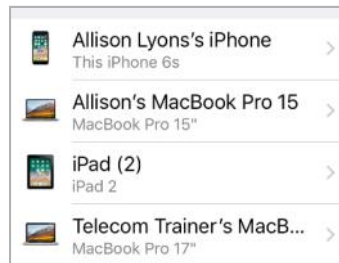 Allison Lyons's iPhone
This iPhone 6s
Allison's MacBook Pro 15
MacBook Pro 15"
iPad (2)
iPad 2
Telecom Trainer's MacB...
MacBook Pro 17"